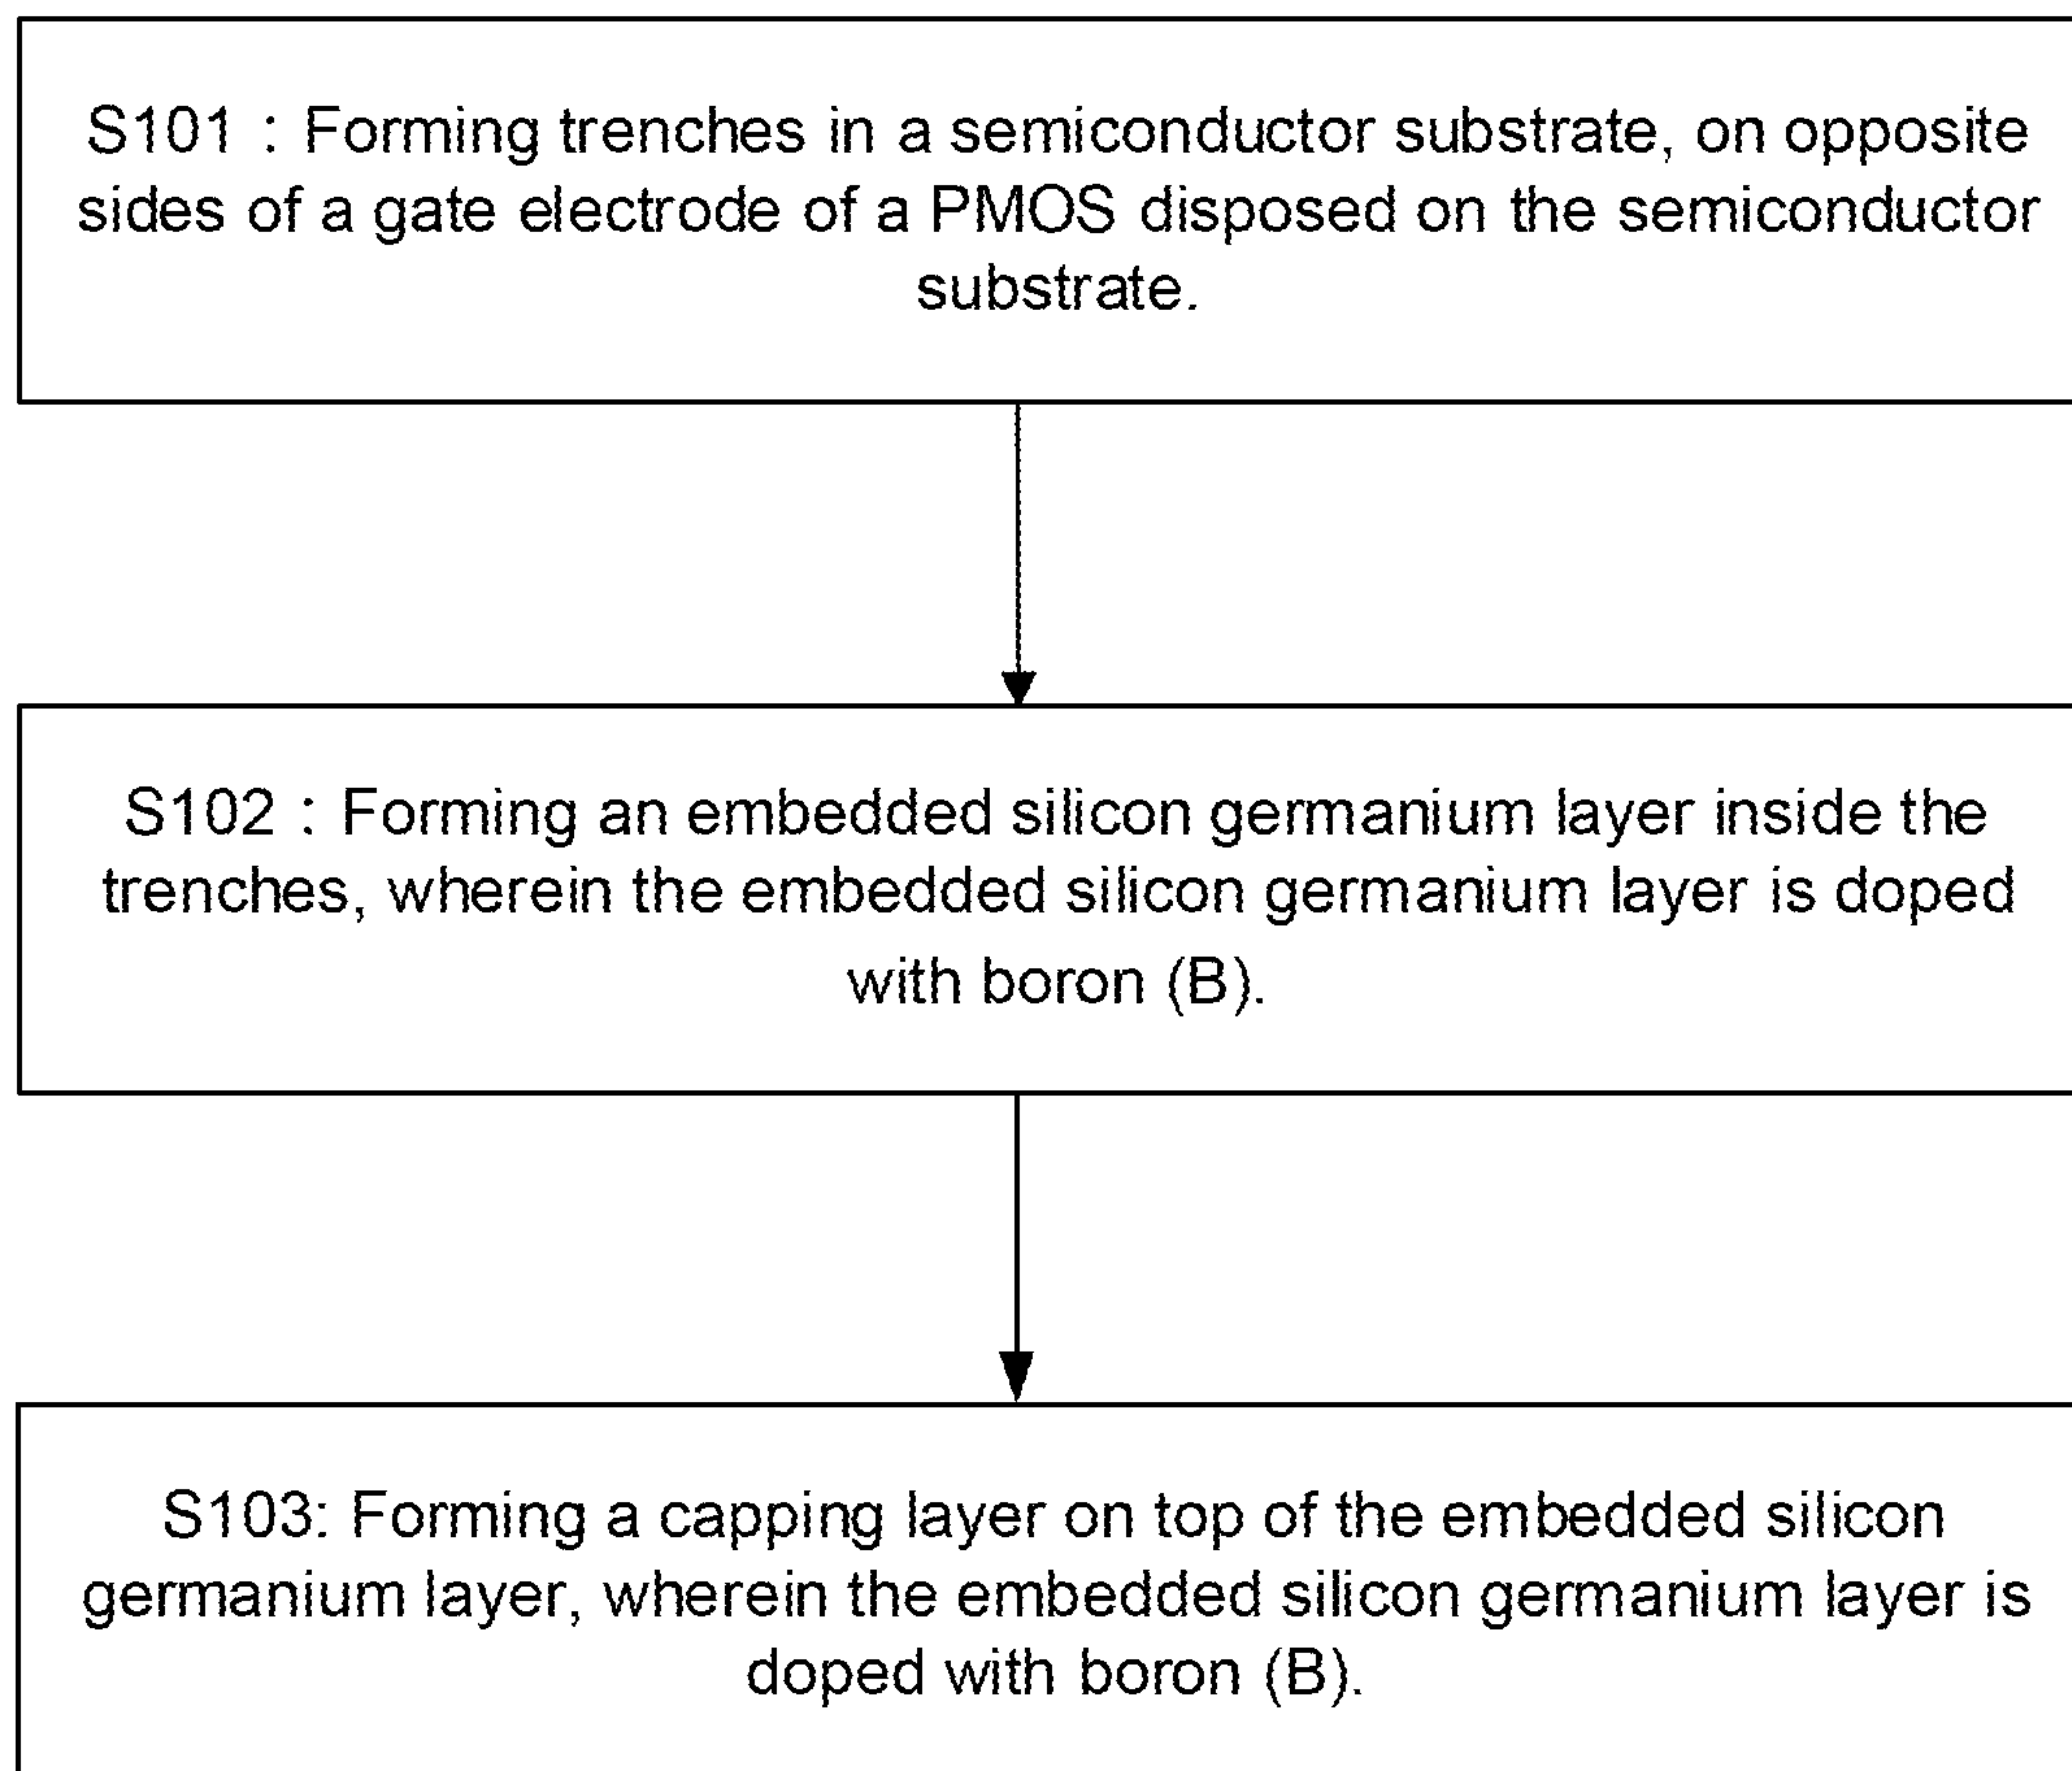 S101 : Forming trenches in a semiconductor substrate, on opposite
sides of a gate electrode of a PMOS disposed on the semiconductor
substrate.
S102 : Forming an embedded silicon germanium layer inside the
trenches, wherein the embedded silicon germanium layer is doped
with boron (B).
S103: Forming a capping layer on top of the embedded silicon
germanium layer, wherein the embedded silicon germanium layer is
doped with boron (B).